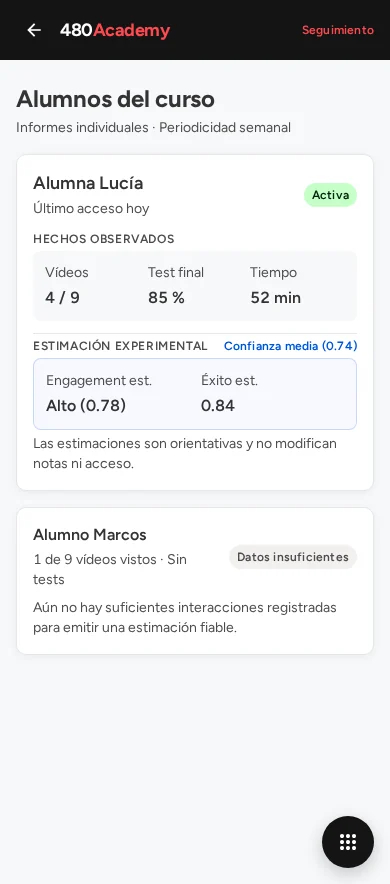 480Academy
Seguimiento
Alumnos del curso
Informes individuales · Periodicidad semanal
Alumna Lucía
Último acceso hoy
Activa
HECHOS OBSERVADOS
Vídeos
Test final
Tiempo
4 / 9
85 %
52 min
ESTIMACIÓN EXPERIMENTAL
Confianza media (0.74)
Engagement est.
Éxito est.
Alto (0.78)
0.84
Las estimaciones son orientativas y no modifican
notas ni acceso.
Alumno Marcos
1 de 9 vídeos vistos · Sin
tests
Datos insuficientes
Aún no hay suficientes interacciones registradas
para emitir una estimación fiable.